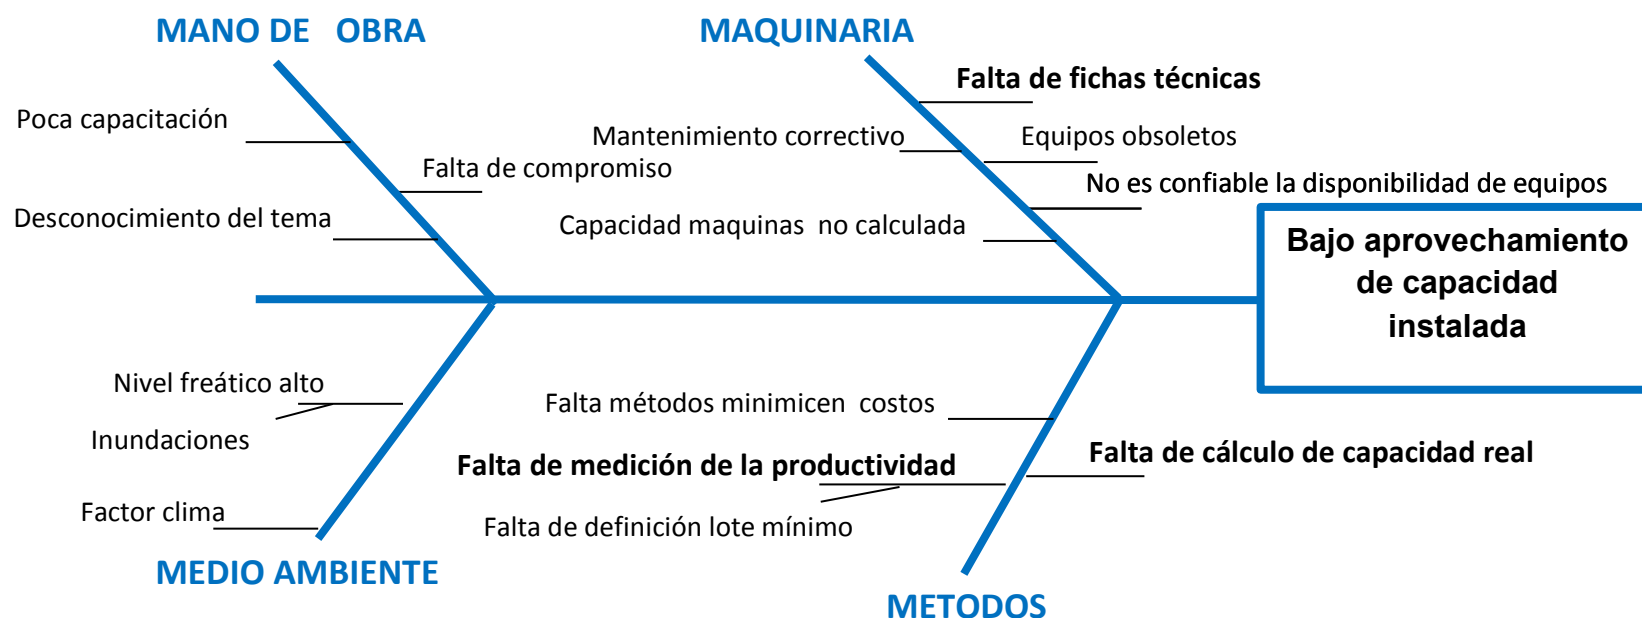 MANO DE OBRA
MAQUINARIA
Falta de fichas técnicas
Poca capacitación
Mantenimiento correctivo
Equipos obsoletos
Falta de compromiso
No es confiable la disponibilidad de equipos
Desconocimiento del tema
Capacidad maquinas no calculada
Bajo aprovechamiento
de capacidad
instalada
Nivel freático alto
Falta métodos minimicen costos
Inundaciones
Falta de medición de la productividad
Falta de cálculo de capacidad real
Factor clima
Falta de definición lote mínimo
MEDIO AMBIENTE
METODOS